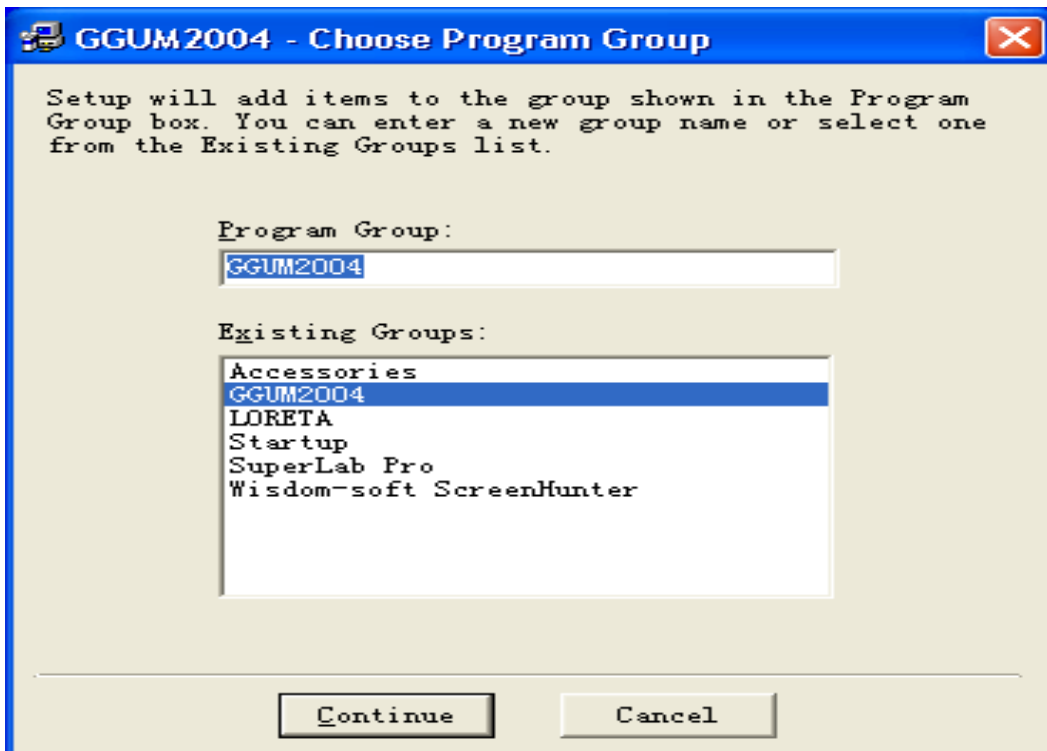 GGUM2004 - Choose Program Group
Setup will add items to the group shown in the Program
Group box. You can enter a new group name or select one
from the Existing Groups list.
Program Group:
GGUM2004
Existing Groups:
Accessories
GGUM2004
LORETA
Startup
SuperLab Pro
Wisdom-soft ScreenHunter
Continue
Cancel